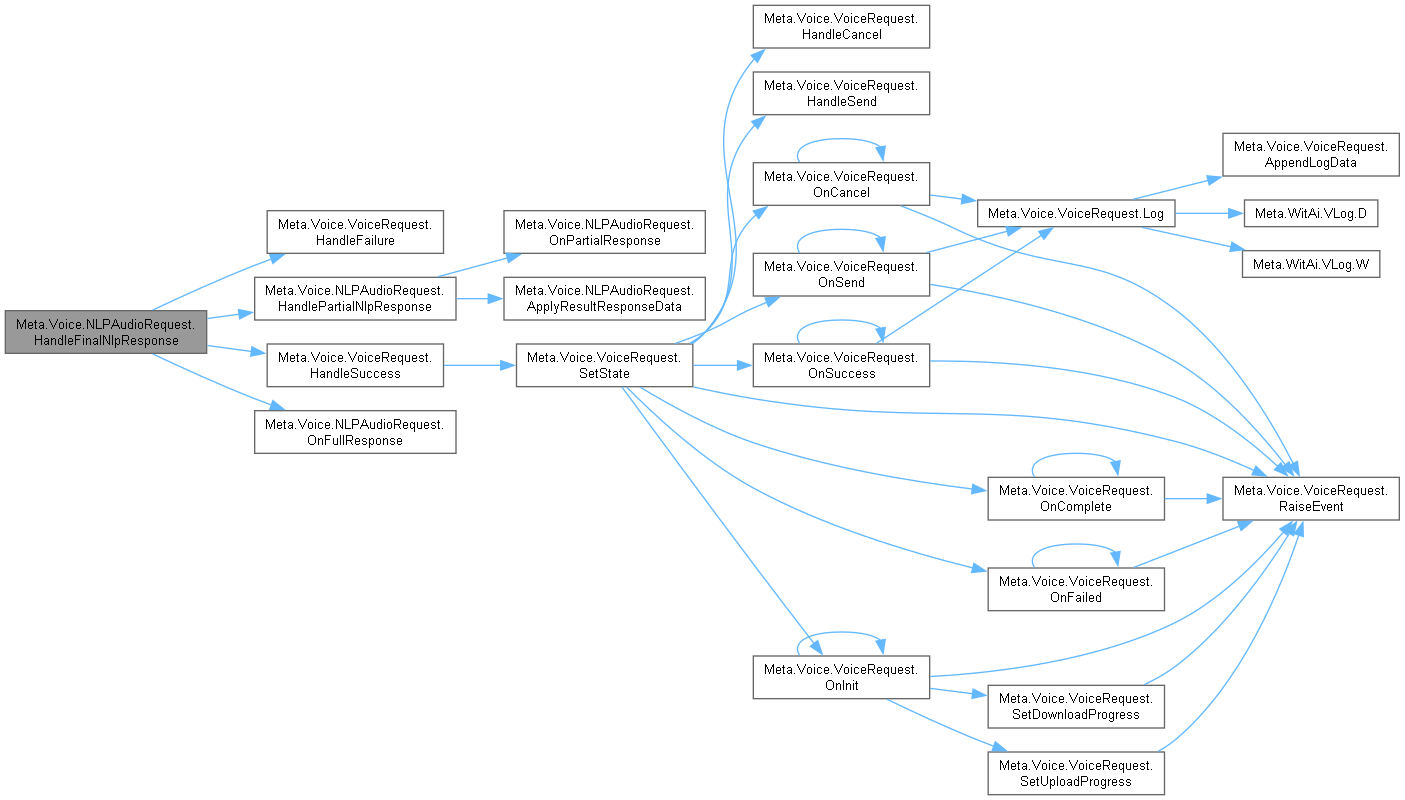 Meta.Voice.NLPAudioRequest.
HandleFinalNlpResponse
Meta.Voice.VoiceRequest.
HandleFailure
Meta.Voice.NLPAudioRequest.
HandlePartialNlpResponse
Meta.Voice.VoiceRequest.
HandleSuccess
Meta.Voice.NLPAudioRequest.
OnFullResponse
Meta.Voice.NLPAudioRequest.
OnPartialResponse
Meta.Voice.NLPAudioRequest.
ApplyResultResponseData
Meta.Voice.VoiceRequest.
SetState
Meta.Voice.VoiceRequest.
HandleCancel
Meta.Voice.VoiceRequest.
HandleSend
Meta.Voice.VoiceRequest.
OnCancel
Meta.Voice.VoiceRequest.
OnSend
Meta.Voice.VoiceRequest.
OnSuccess
Meta.Voice.VoiceRequest.
OnInit
Meta.Voice.VoiceRequest.Log
Meta.Voice.VoiceRequest.
OnComplete
Meta.Voice.VoiceRequest.
OnFailed
Meta.Voice.VoiceRequest.
SetDownloadProgress
Meta.Voice.VoiceRequest.
SetUploadProgress
Meta.Voice.VoiceRequest.
AppendLogData
Meta.WitAi.VLog.D
Meta.WitAi.VLog.W
Meta.Voice.VoiceRequest.
RaiseEvent